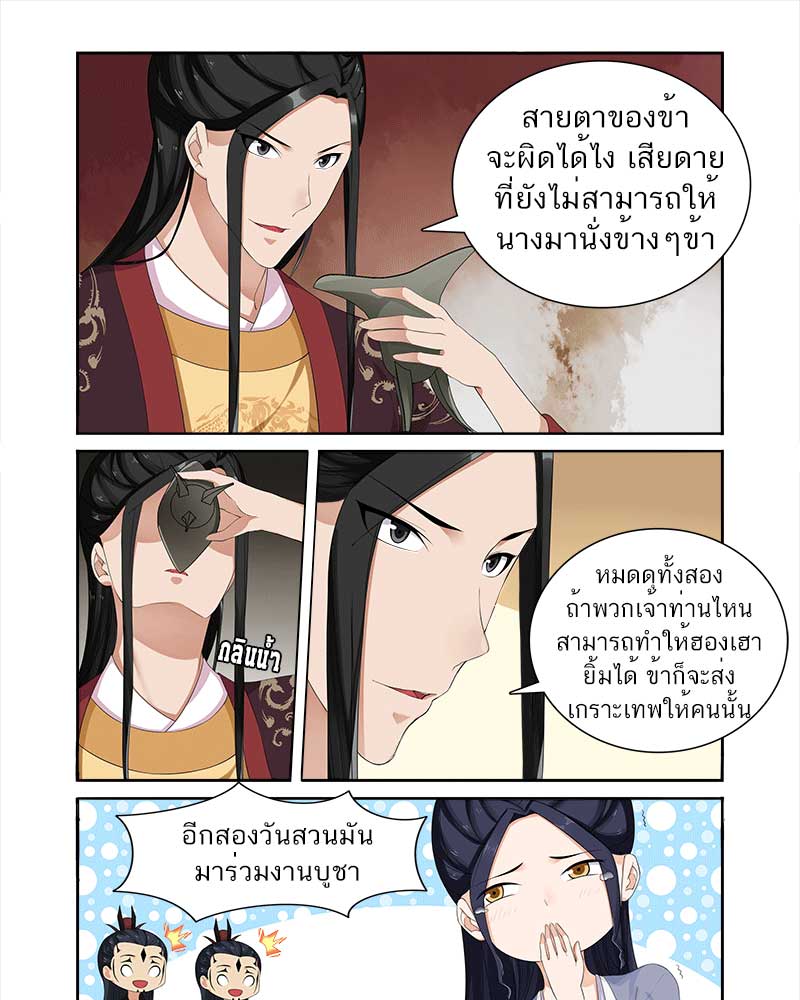 สายตาของข้า
จะผิดได้ไง เสียดาย
ที่ยังไม่สามารถให้
นางมานั่งข้างๆข้า
กลินน้ำ
หมดดุทั้งสอง
ถ้าพวกเจ้าท่านไหน
สามารถทำให้ฮองเฮา
ยิ้มได้ ข้าก็จะส่ง
เกราะเทพให้คนนั้น
อีกสองวันสวนมัน
มาร่วมงานบูชา